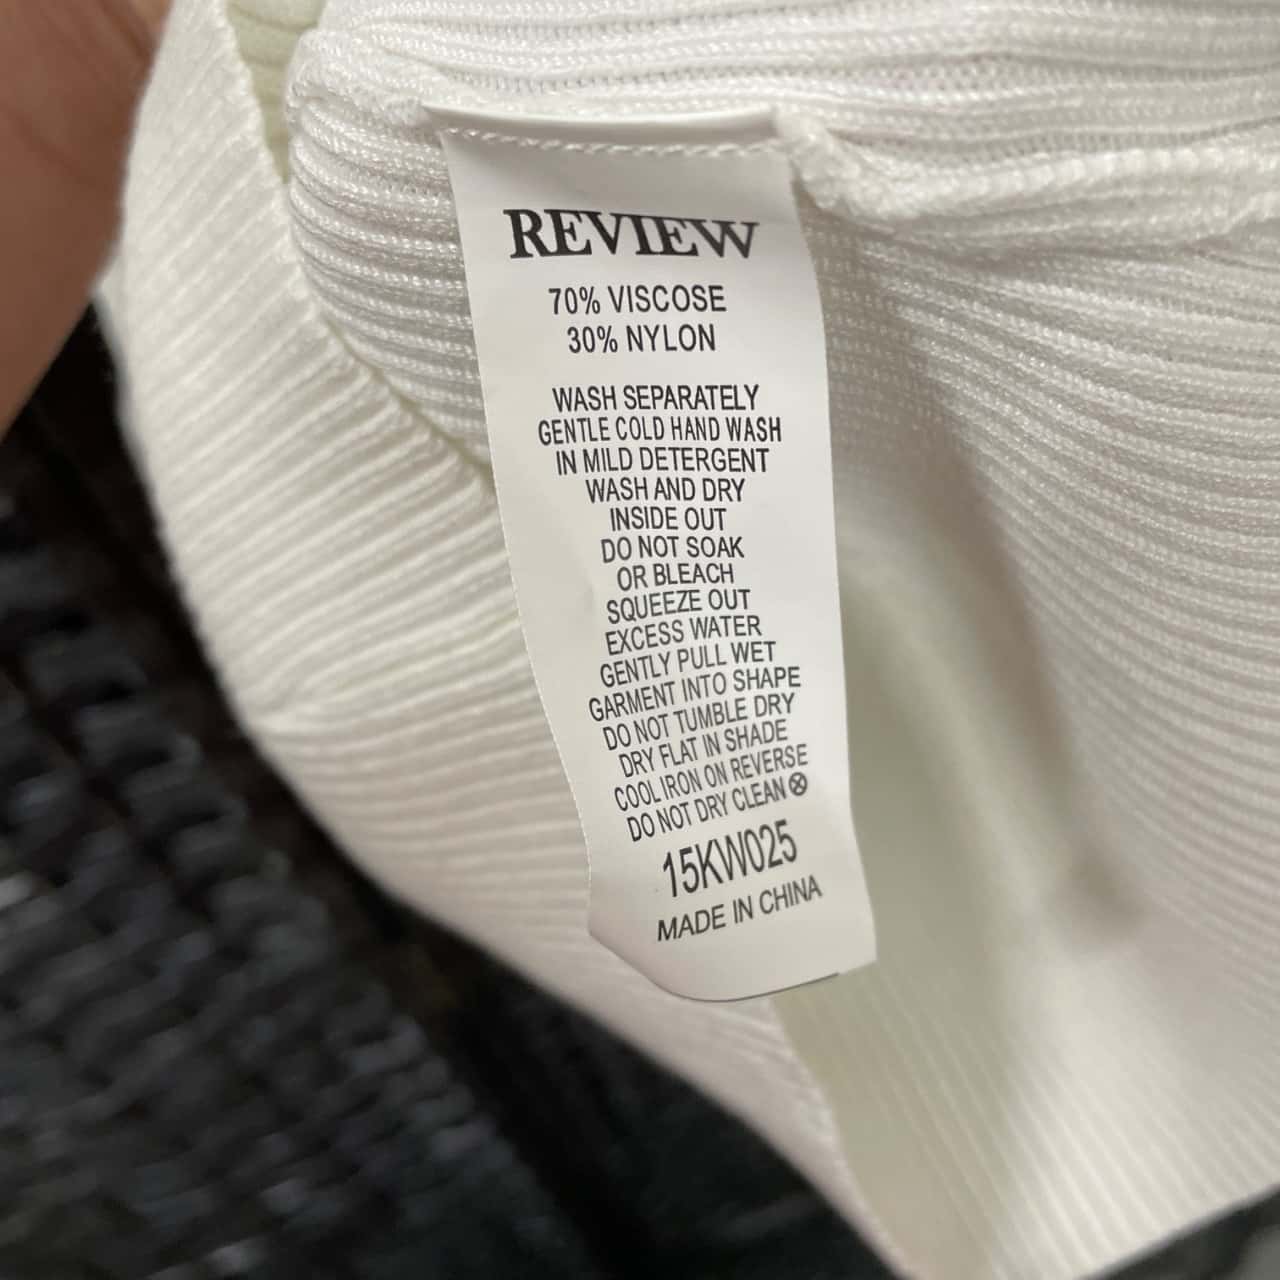 REVIEW
70% VISCOSE
30% NYLON
WASH SEPARATELY
GENTLE COLD HAND WASH
IN MILD DETERGENT
WASH AND DRY
INSIDE OUT
DO NOT SOAK
OR BLEACH
SQUEEZE OUT
EXCESS WATER
GENTLY PULL WET
GARMENT INTO SHAPE
DO NOT TUMBLE DRY
DRY FLAT IN SHADE
COOL IRON ON REVERSE
DO NOT DRY CLEAN
15KW025
MADE IN CHINA